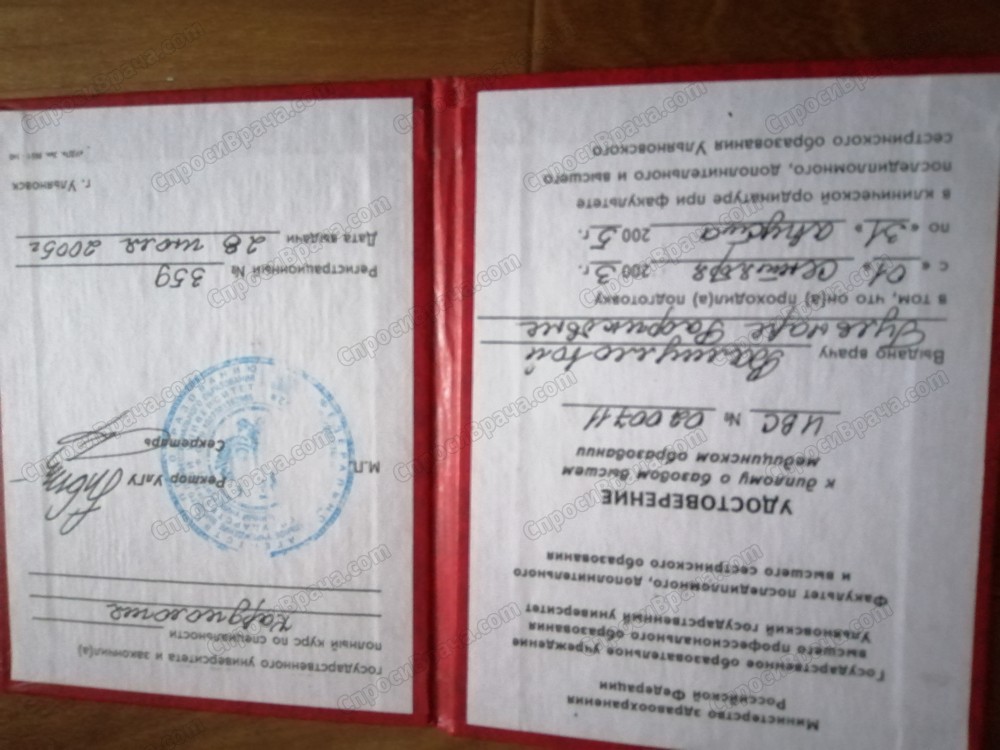 Министерство здравоохранения
Российской Федерации
Государственное образовательное учреждение
высшего профессионального образования
Ульяновский государственный университет
Факультет последипломного, дополнительного
и высшего сестринского образования
УДОСТОВЕРЕНИЕ
к диплому о базовом высшем
медицинском образовании
ИВС № 0200711
Выдано врачу
Гульнаре
в том, что он(а) проходил(а) подготовку
с « 01 » сентября 2003 г.
по « 31 » августа 2005 г.
в клинической ординатуре при факультете
последипломного, дополнительного и высшего
сестринского образования Ульяновского
государственного университета и закончил(а)
полный курс по специальности
кардиология
М.П.
Ректор УлГУ
Секретарь
Регистрационный № 359
Дата выдачи 28 июля 2005г
г. Ульяновск
СпросиВрача.com